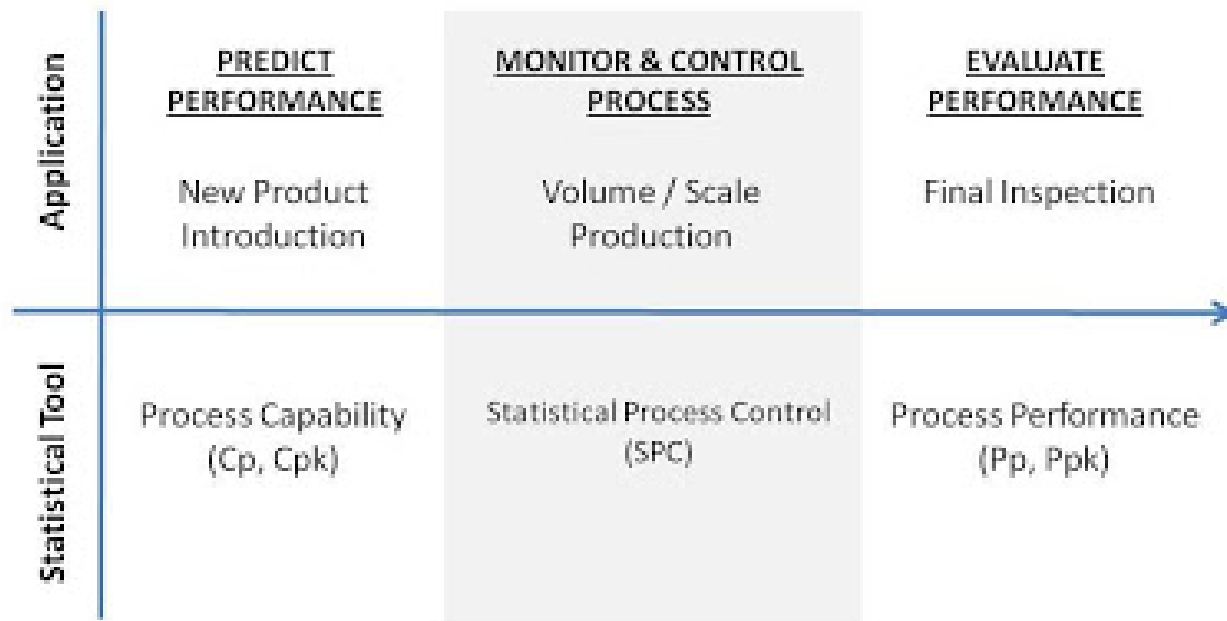 Application
PREDICT
PERFORMANCE
MONITOR & CONTROL
PROCESS
EVALUATE
PERFORMANCE
New Product
Introduction
Volume / Scale
Production
Final Inspection
Statistical Tool
Process Capability
(Cp, Cpk)
Statistical Process Control
(SPC)
Process Performance
(Pp, Ppk)